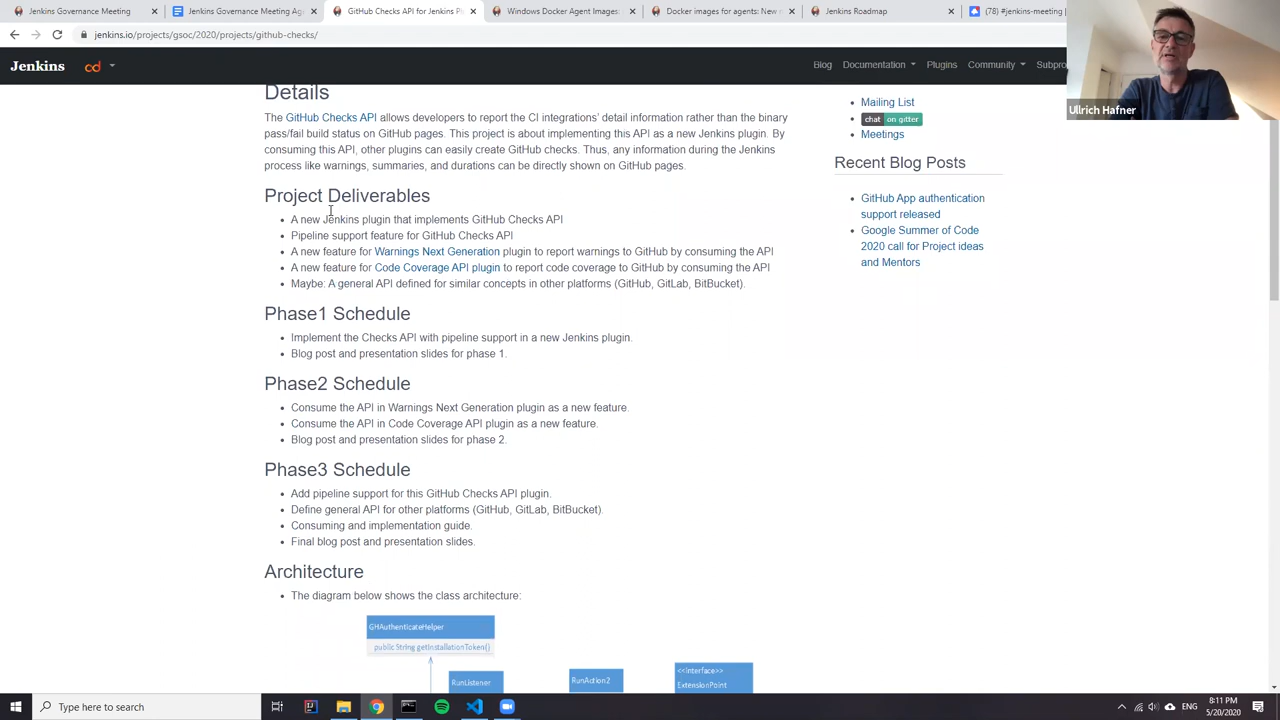 Jenkins Governance Meeting
Jenkins Governance Meeting Ag
GitHub Checks API for Jenkins Pl
Windows Docker Agent Images:
Docker images for agents: New n
Jenkins Roadmap
(78) #jenkins-meeting
jenkins.io/projects/gsoc/2020/projects/github-checks/
Jenkins
cd
Blog
Documentation
Plugins
Community
Subpro
Ullrich Hafner
Details
The GitHub Checks API allows developers to report the CI integrations' detail information rather than the binary
pass/fail build status on GitHub pages. This project is about implementing this API as a new Jenkins plugin. By
consuming this API, other plugins can easily create GitHub checks. Thus, any information during the Jenkins
process like warnings, summaries, and durations can be directly shown on GitHub pages.
Project Deliverables
A new Jenkins plugin that implements GitHub Checks API
Pipeline support feature for GitHub Checks API
A new feature for Warnings Next Generation plugin to report warnings to GitHub by consuming the API
A new feature for Code Coverage API plugin to report code coverage to GitHub by consuming the API
Maybe: A general API defined for similar concepts in other platforms (GitHub, GitLab, BitBucket).
Phase1 Schedule
Implement the Checks API with pipeline support in a new Jenkins plugin.
Blog post and presentation slides for phase 1.
Phase2 Schedule
Consume the API in Warnings Next Generation plugin as a new feature.
Consume the API in Code Coverage API plugin as a new feature.
Blog post and presentation slides for phase 2.
Phase3 Schedule
Add pipeline support for this GitHub Checks API plugin.
Define general API for other platforms (GitHub, GitLab, BitBucket).
Consuming and implementation guide.
Final blog post and presentation slides.
Architecture
The diagram below shows the class architecture:
GHAuthenticateHelper
public String getInstallationToken()
RunListener
RunAction2
<<interface>>
ExtensionPoint
Mailing List
chat on gitter
Meetings
Recent Blog Posts
GitHub App authentication
support released
Google Summer of Code
2020 call for Project ideas
and Mentors
Type here to search
ENG
8:11 PM
5/20/2020